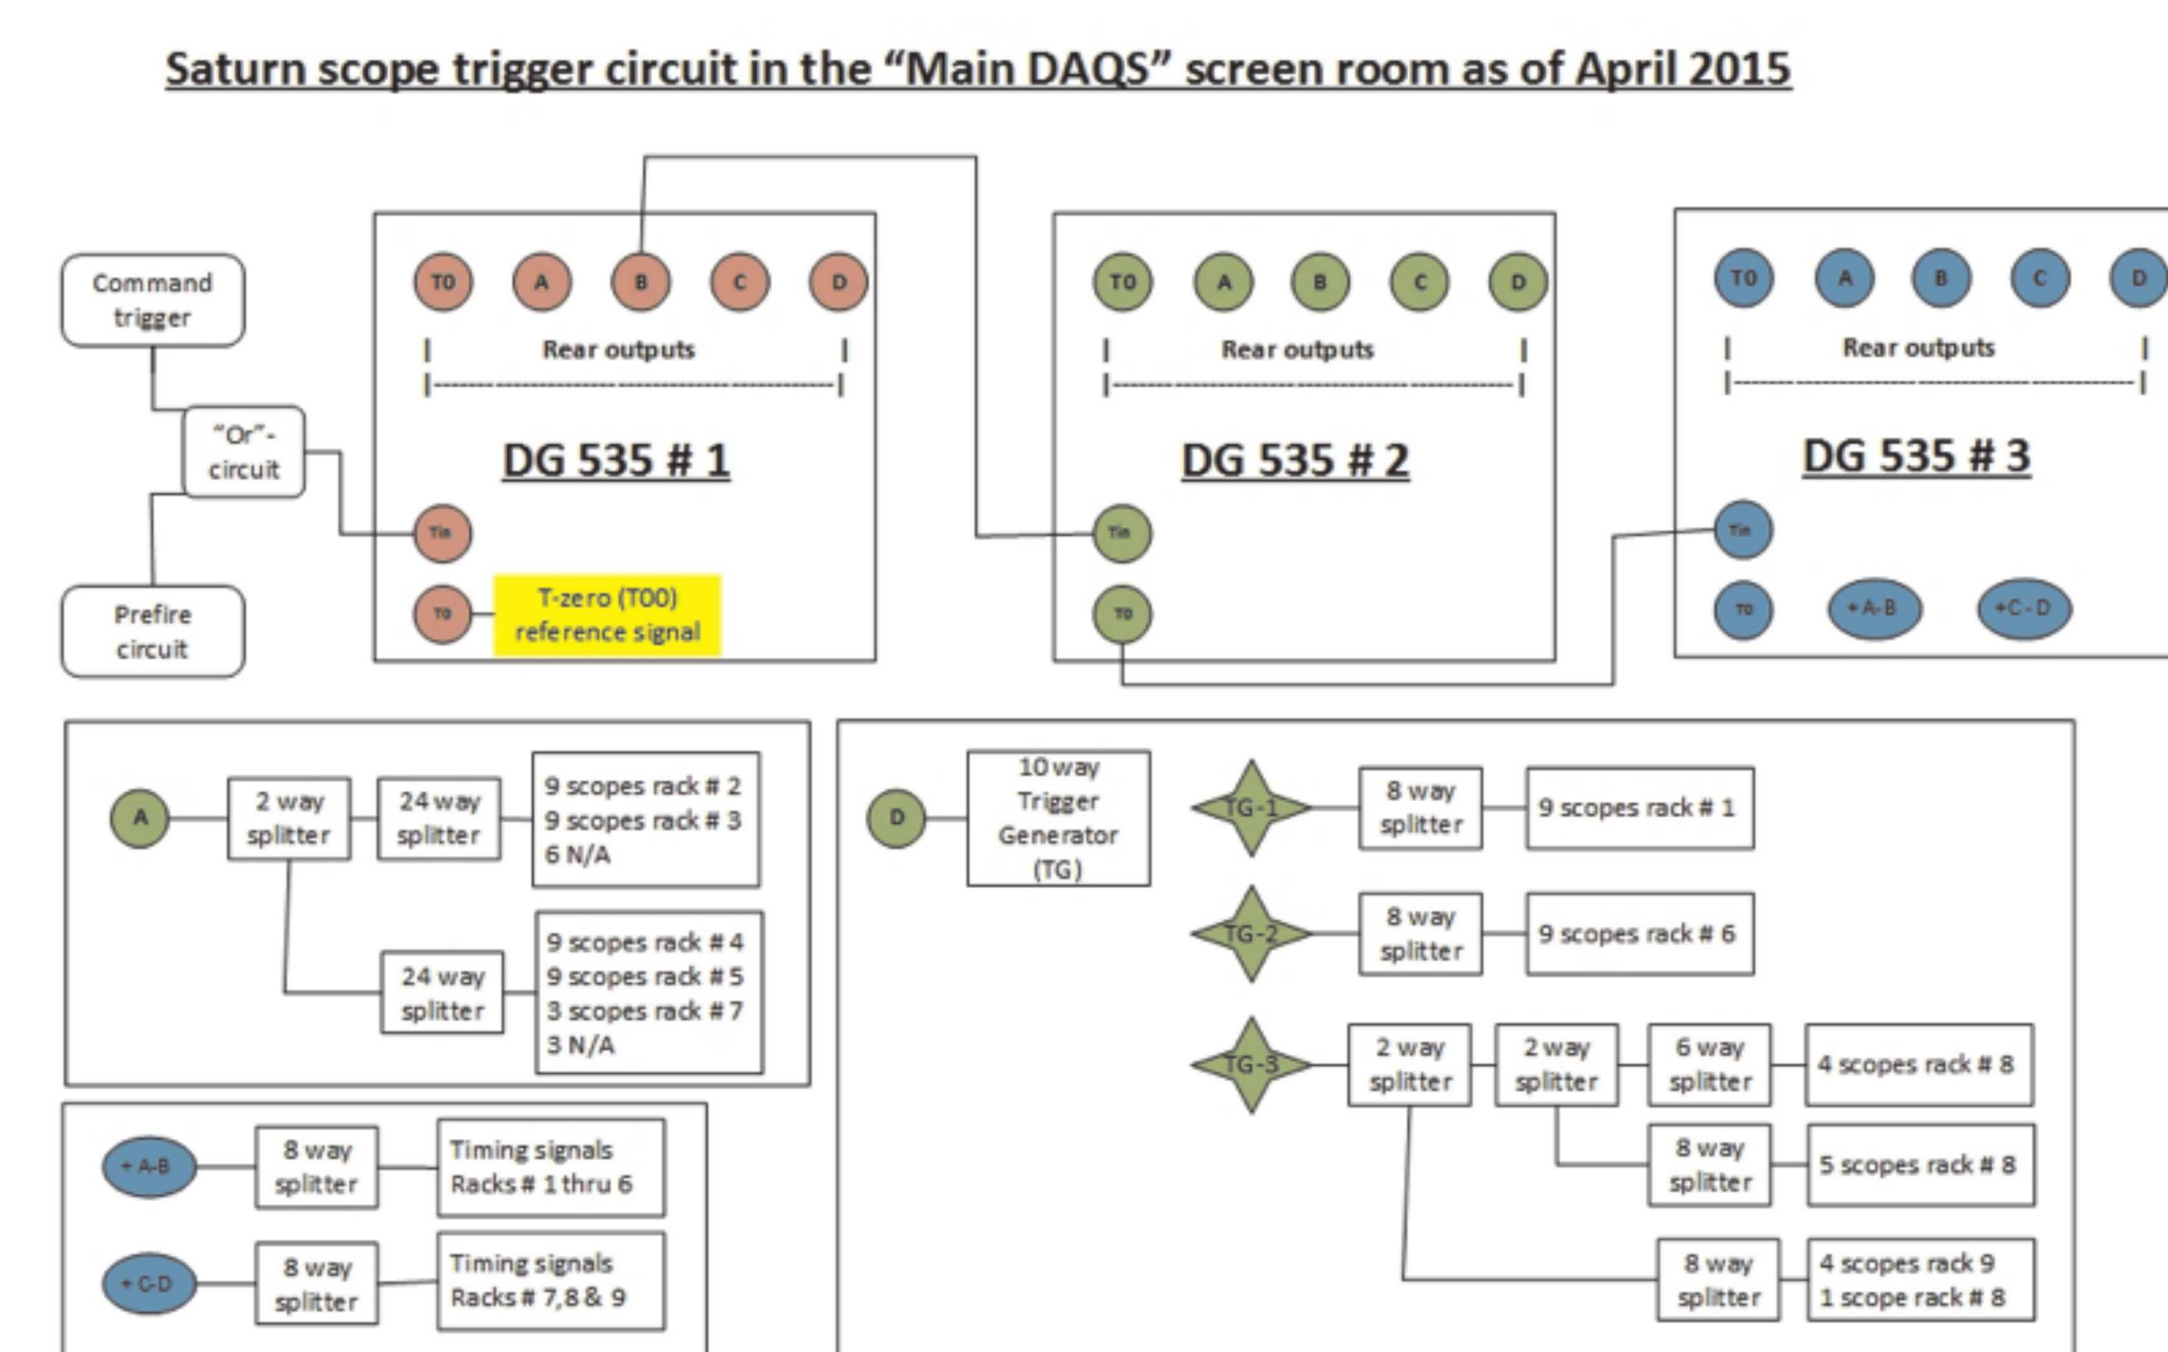 Saturn scope trigger circuit in the “Main DAQS” screen room as of April 2015
Command
trigger
“Or”-
circuit
Prefire
circuit
T0 A B C D
Rear outputs
DG 535 # 1
Tin
T0
T-zero (T00)
reference signal
T0 A B C D
Rear outputs
DG 535 # 2
Tin
T0
T0 A B C D
Rear outputs
DG 535 # 3
Tin
T0 +A-B +C-D
A
2 way
splitter
24 way
splitter
9 scopes rack # 2
9 scopes rack # 3
6 N/A
24 way
splitter
9 scopes rack # 4
9 scopes rack # 5
3 scopes rack # 7
3 N/A
+ A-B
8 way
splitter
Timing signals
Racks # 1 thru 6
+ C-D
8 way
splitter
Timing signals
Racks # 7,8 & 9
D
10 way
Trigger
Generator
(TG)
TG-1
8 way
splitter
9 scopes rack # 1
TG-2
8 way
splitter
9 scopes rack # 6
TG-3
2 way
splitter
2 way
splitter
6 way
splitter
4 scopes rack # 8
8 way
splitter
5 scopes rack # 8
8 way
splitter
4 scopes rack 9
1 scope rack # 8